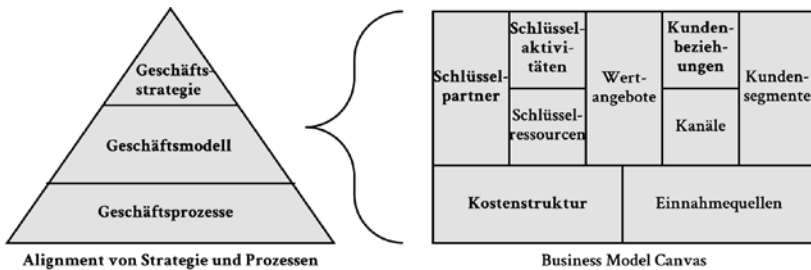 Geschäfts-
strategie
Geschäftsmodell
Geschäftsprozesse
Alignment von Strategie und Prozessen
Schlüssel-
partner
Schlüssel-
aktivi-
täten
Schlüssel-
ressourcen
Wert-
angebote
Kunden-
bezieh-
ungen
Kanäle
Kunden-
segmente
Kostenstruktur
Einnahmequellen
Business Model Canvas